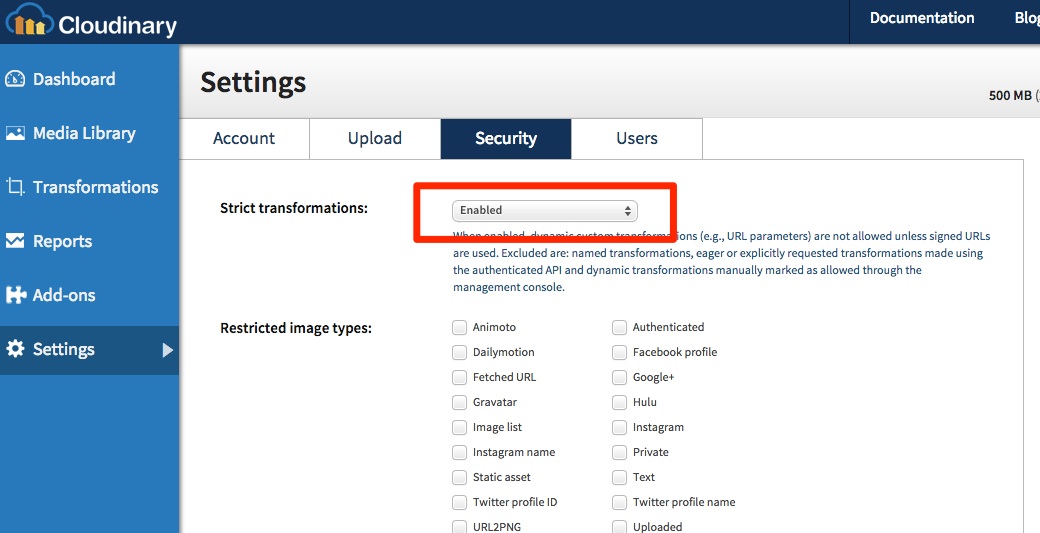 Cloudinary
Documentation
Blog
Dashboard
Media Library
Transformations
Reports
Add-ons
Settings
Settings
500 MB (
Account
Upload
Security
Users
Strict transformations:
Enabled
When enabled, dynamic custom transformations (e.g., URL parameters) are not allowed unless signed URLs
are used. Excluded are: named transformations, eager or explicitly requested transformations made using
the authenticated API and dynamic transformations manually marked as allowed through the
management console.
Restricted image types:
Animoto
Authenticated
Dailymotion
Facebook profile
Fetched URL
Google+
Gravatar
Hulu
Image list
Instagram
Instagram name
Private
Static asset
Text
Twitter profile ID
Twitter profile name
URL2PNG
Uploaded